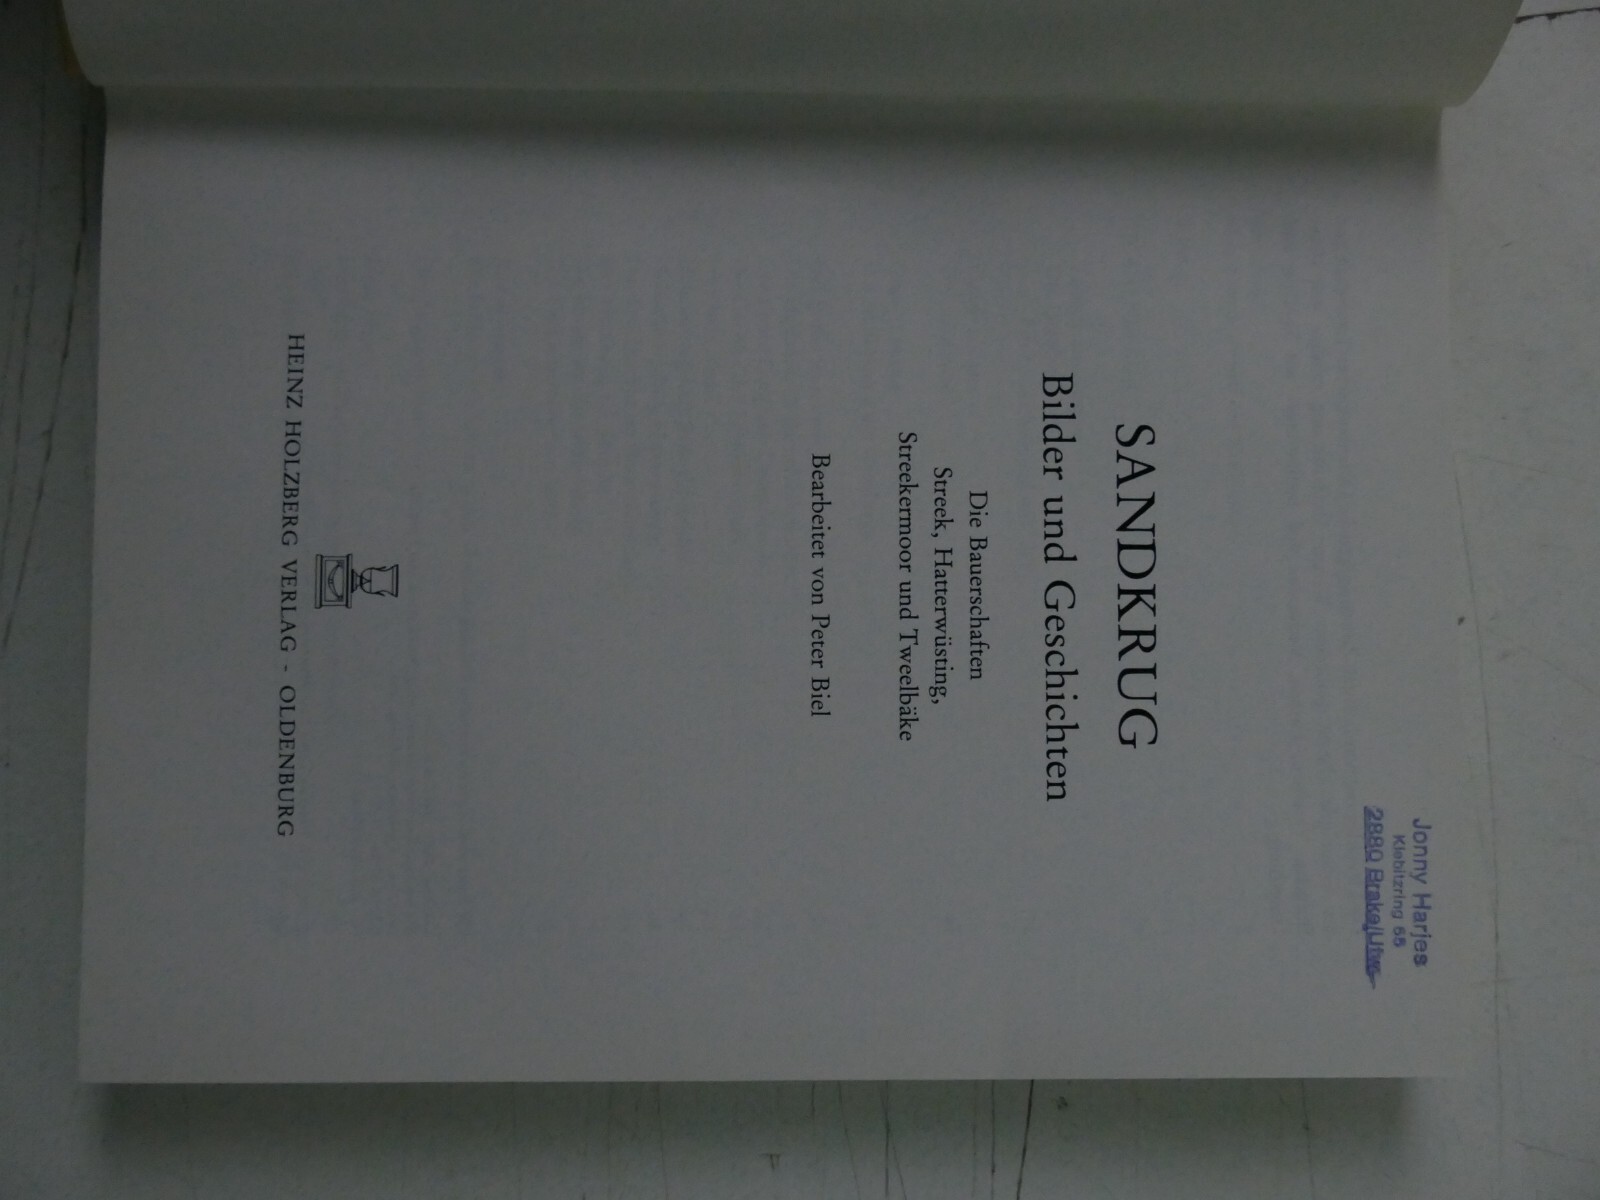 Jonny Harjes
Kiebitzring 65
2880 Brake/Utw.
SANDKRUG
Bilder und Geschichten
Die Bauerschaften
Streek, Hatterwüsting,
Streekermoor und Tweelbäke
Bearbeitet von Peter Biel
HEINZ HOLZBERG VERLAG - OLDENBURG